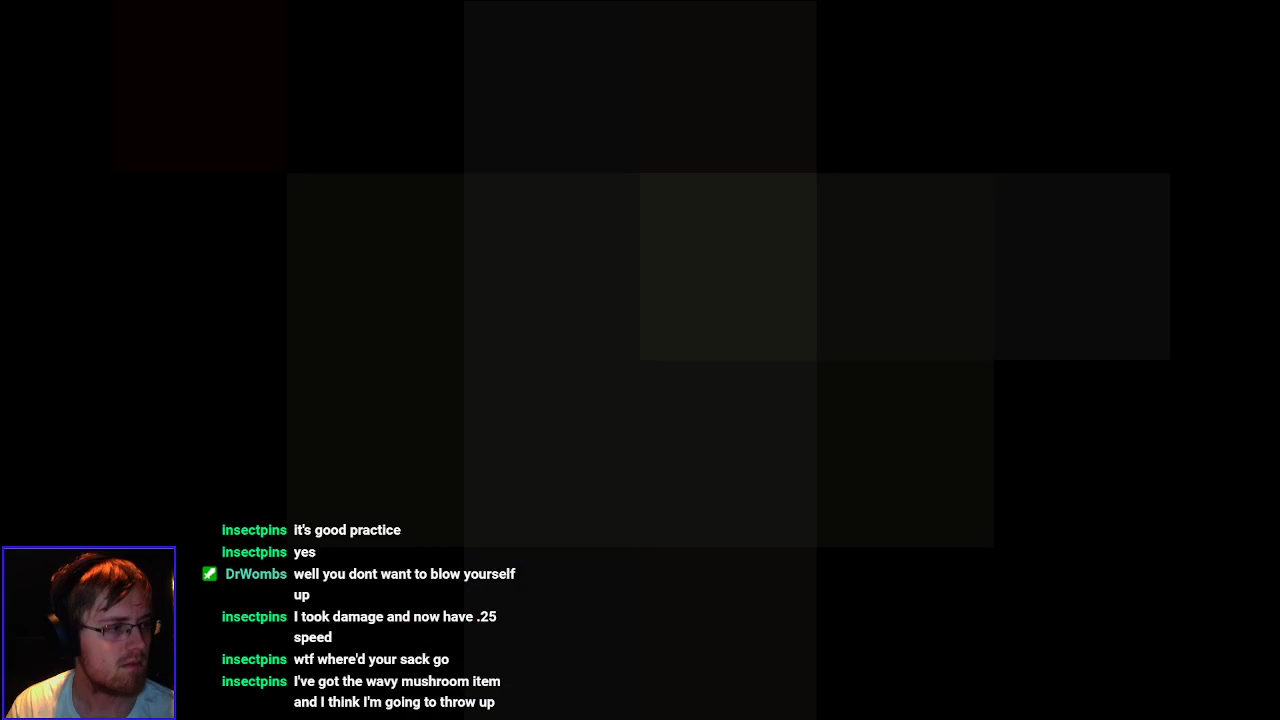 insectpins it's good practice
insectpins yes
DrWombs well you dont want to blow yourself
up
insectpins I took damage and now have .25
speed
insectpins wtf where'd your sack go
insectpins I've got the wavy mushroom item
and I think I'm going to throw up